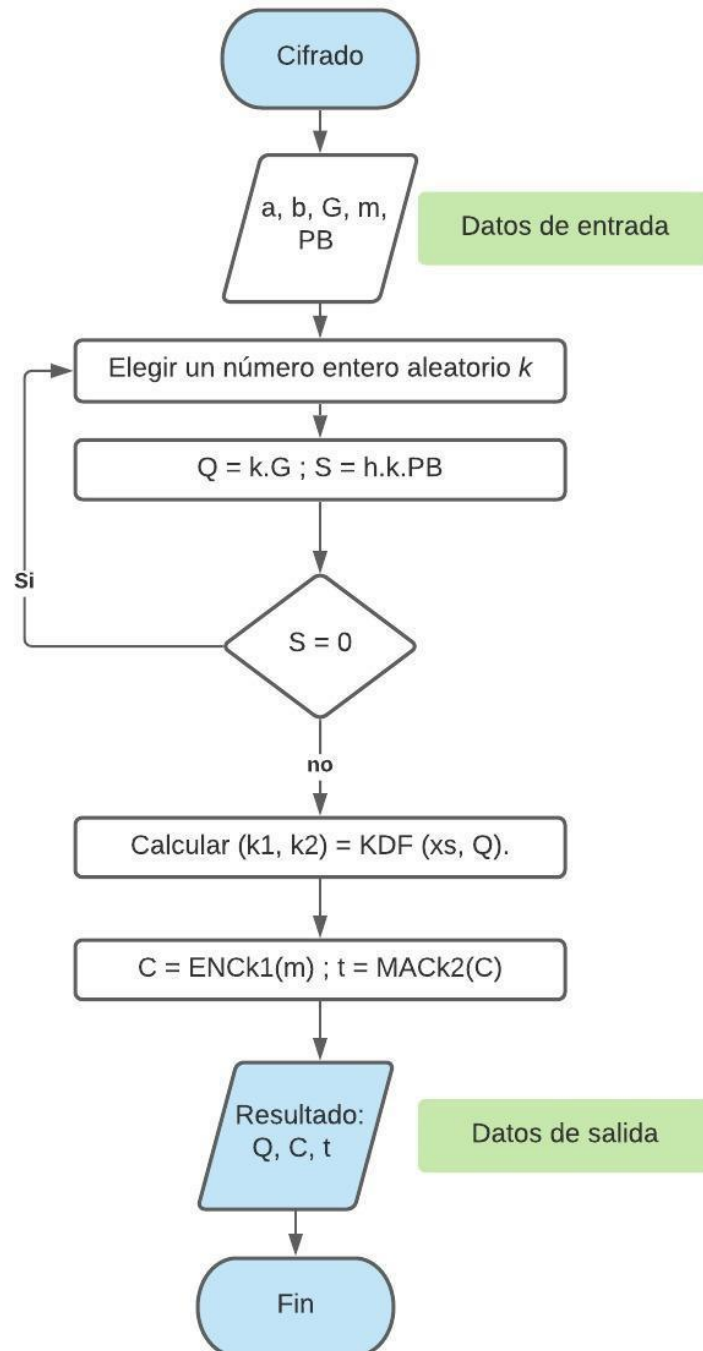 Cifrado
a, b, G, m,
PB
Datos de entrada
Elegir un número entero aleatorio k
Q = k.G ; S = h.k.PB
Si
S = 0
no
Calcular (k1, k2) = KDF (xs, Q).
C = ENCk1(m) ; t = MACk2(C)
Resultado:
Q, C, t
Datos de salida
Fin